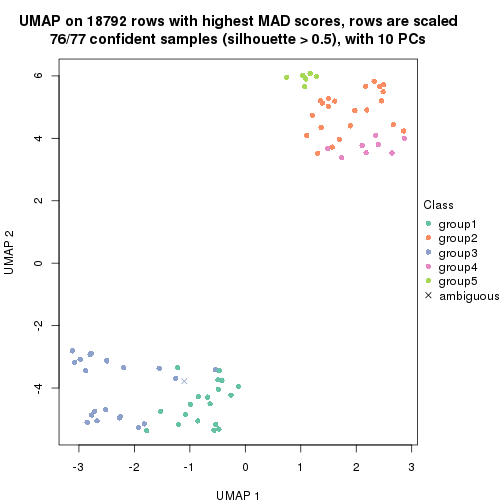 UMAP on 18792 rows with highest MAD scores, rows are scaled
76/77 confident samples (silhouette > 0.5), with 10 PCs
6
4
2
0
-2
-4
UMAP 2
-3
-2
-1
0
1
2
3
UMAP 1
Class
group1
group2
group3
group4
group5
ambiguous